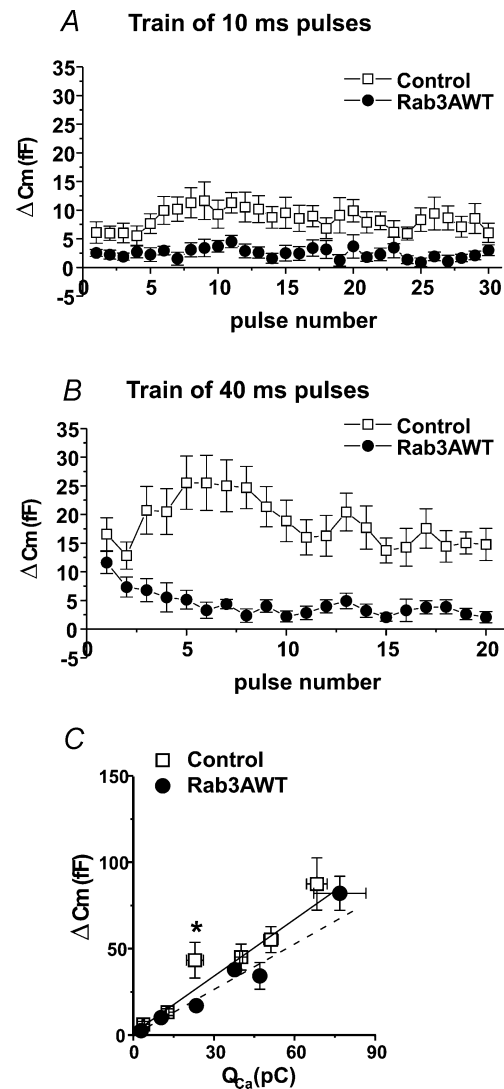 A Train of 10 ms pulses
35
30
25
20
15
10
5
0
-5
Δ Cm (fF)
Control
Rab3AWT
0 5 10 15 20 25 30
pulse number
B Train of 40 ms pulses
35
30
25
20
15
10
5
0
-5
Δ Cm (fF)
Control
Rab3AWT
0 5 10 15 20
pulse number
C
Control
Rab3AWT
150
100
50
0
Δ Cm (fF)
*
0 30 60 90
QCa(pC)